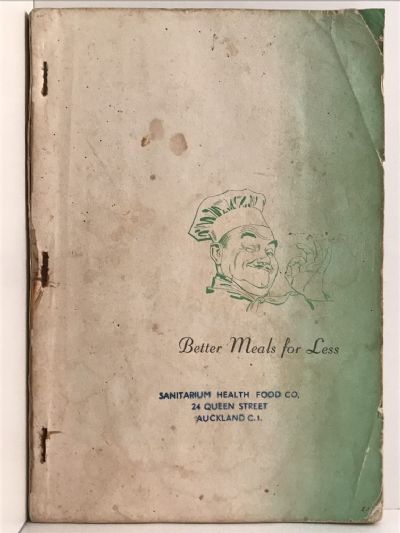 Better Meals for Less
SANITARIUM HEALTH FOOD CO,
24 QUEEN STREET
AUCKLAND C.1.